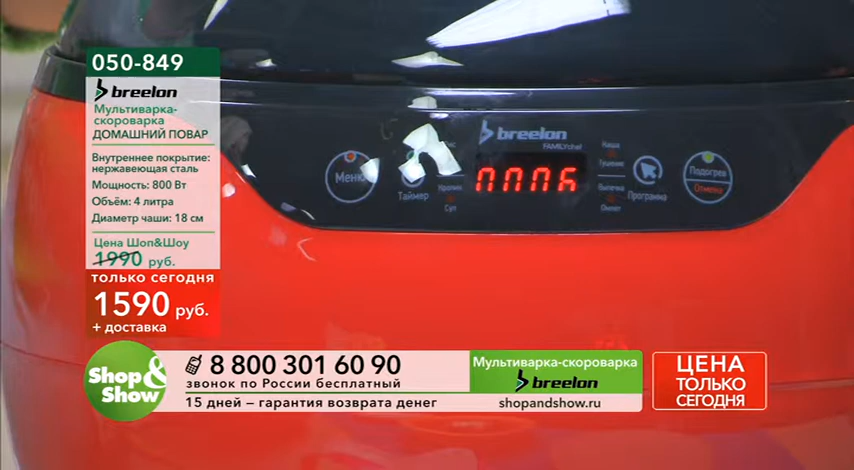 050-849
breelon
Мультиварка-
скороварка
ДОМАШНИЙ ПОВАР
Внутреннее покрытие:
нержавеющая сталь
Мощность: 800 Вт
Объём: 4 литра
Диаметр чаши: 18 см
Цена Шоп&Шоу
1990 руб.
только сегодня
1590 руб.
+ доставка
breelon
FAMILYchef
Меню
Таймер
Кролик
Суп
Каша
Тушение
Выпечка
Омлет
Программа
Подогрев
Отмена
Shop&
Show
8 800 301 60 90
звонок по России бесплатный
15 дней – гарантия возврата денег
Мультиварка-скороварка
breelon
shopandshow.ru
ЦЕНА
ТОЛЬКО
СЕГОДНЯ